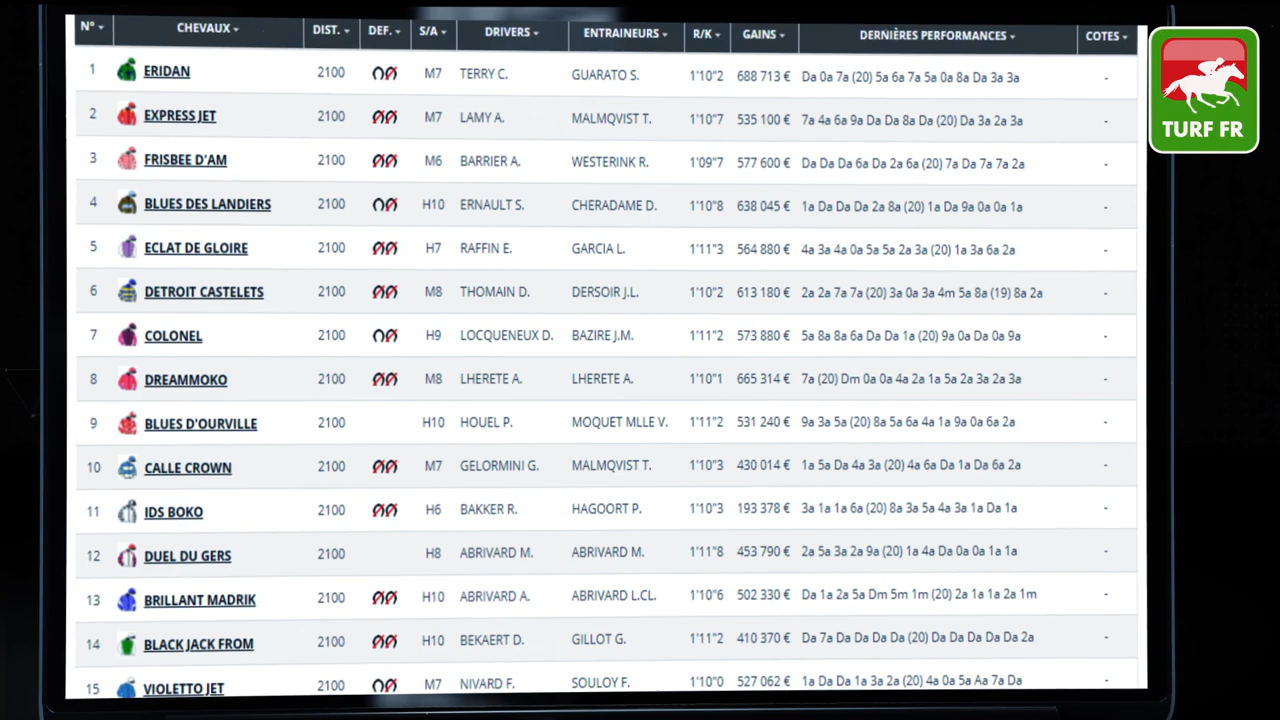 N° CHEVAUX DIST. DEF. S/A DRIVERS ENTRAINEURS R/K GAINS DERNIÈRES PERFORMANCES COTES
1 ERIDAN 2100 M7 TERRY C. GUARATO S. 1'10"2 688 713 € Da 0a 7a (20) 5a 6a 7a 5a 0a 8a Da 3a 3a -
2 EXPRESS JET 2100 M7 LAMY A. MALMQVIST T. 1'10"7 535 100 € 7a 4a 6a 9a Da Da 8a Da (20) Da 3a 2a 3a -
3 FRISBEE D'AM 2100 M6 BARRIER A. WESTERINK R. 1'09"7 577 600 € Da Da Da 6a Da 2a 6a (20) 7a Da 7a 7a 2a -
4 BLUES DES LANDIERS 2100 H10 ERNAULT S. CHERADAME D. 1'10"8 638 045 € 1a Da Da Da 2a 8a (20) 1a Da 9a 0a 0a 1a -
5 ECLAT DE GLOIRE 2100 H7 RAFFIN E. GARCIA L. 1'11"3 564 880 € 4a 3a 4a 0a 5a 5a 2a 3a (20) 1a 3a 6a 2a -
6 DETROIT CASTELETS 2100 M8 THOMAIN D. DERSOIR J.L. 1'10"2 613 180 € 2a 2a 7a 7a (20) 3a 0a 3a 4m 5a 8a (19) 8a 2a -
7 COLONEL 2100 H9 LOCQUENEUX D. BAZIRE J.M. 1'11"2 573 880 € 5a 8a 8a 6a Da Da 1a (20) 9a 0a Da 0a 9a -
8 DREAMMOKO 2100 M8 LHERETE A. LHERETE A. 1'10"1 665 314 € 7a (20) Dm 0a 0a 4a 2a 1a 5a 2a 3a 2a 3a -
9 BLUES D'OURVILLE 2100 H10 HOUEL P. MOQUET MLLE V. 1'11"2 531 240 € 9a 3a 5a (20) 8a 5a 6a 4a 1a 9a 0a 6a 2a -
10 CALLE CROWN 2100 M7 GELORMINI G. MALMQVIST T. 1'10"3 430 014 € 1a 5a Da 4a 3a (20) 4a 6a Da 1a Da 6a 2a -
11 IDS BOKO 2100 H6 BAKKER R. HAGOORT P. 1'10"3 193 378 € 3a 1a 1a 6a (20) 8a 3a 5a 4a 3a 1a Da 1a -
12 DUEL DU GERS 2100 H8 ABRIVARD M. ABRIVARD M. 1'11"8 453 790 € 2a 5a 3a 2a 9a (20) 1a 4a Da 0a 0a 1a 1a -
13 BRILLANT MADRIK 2100 H10 ABRIVARD A. ABRIVARD L.CL. 1'10"6 502 330 € Da 1a 2a 5a Dm 5m 1m (20) 2a 1a 1a 2a 1m -
14 BLACK JACK FROM 2100 H10 BEKAERT D. GILLOT G. 1'11"2 410 370 € Da 7a Da Da Da Da (20) Da Da Da Da Da 2a -
15 VIOLETTO JET 2100 M7 NIVARD F. SOULOY F. 1'10"0 527 062 € 1a Da Da 1a 3a 2a (20) 4a 0a 5a Aa 7a Da -
TURF FR